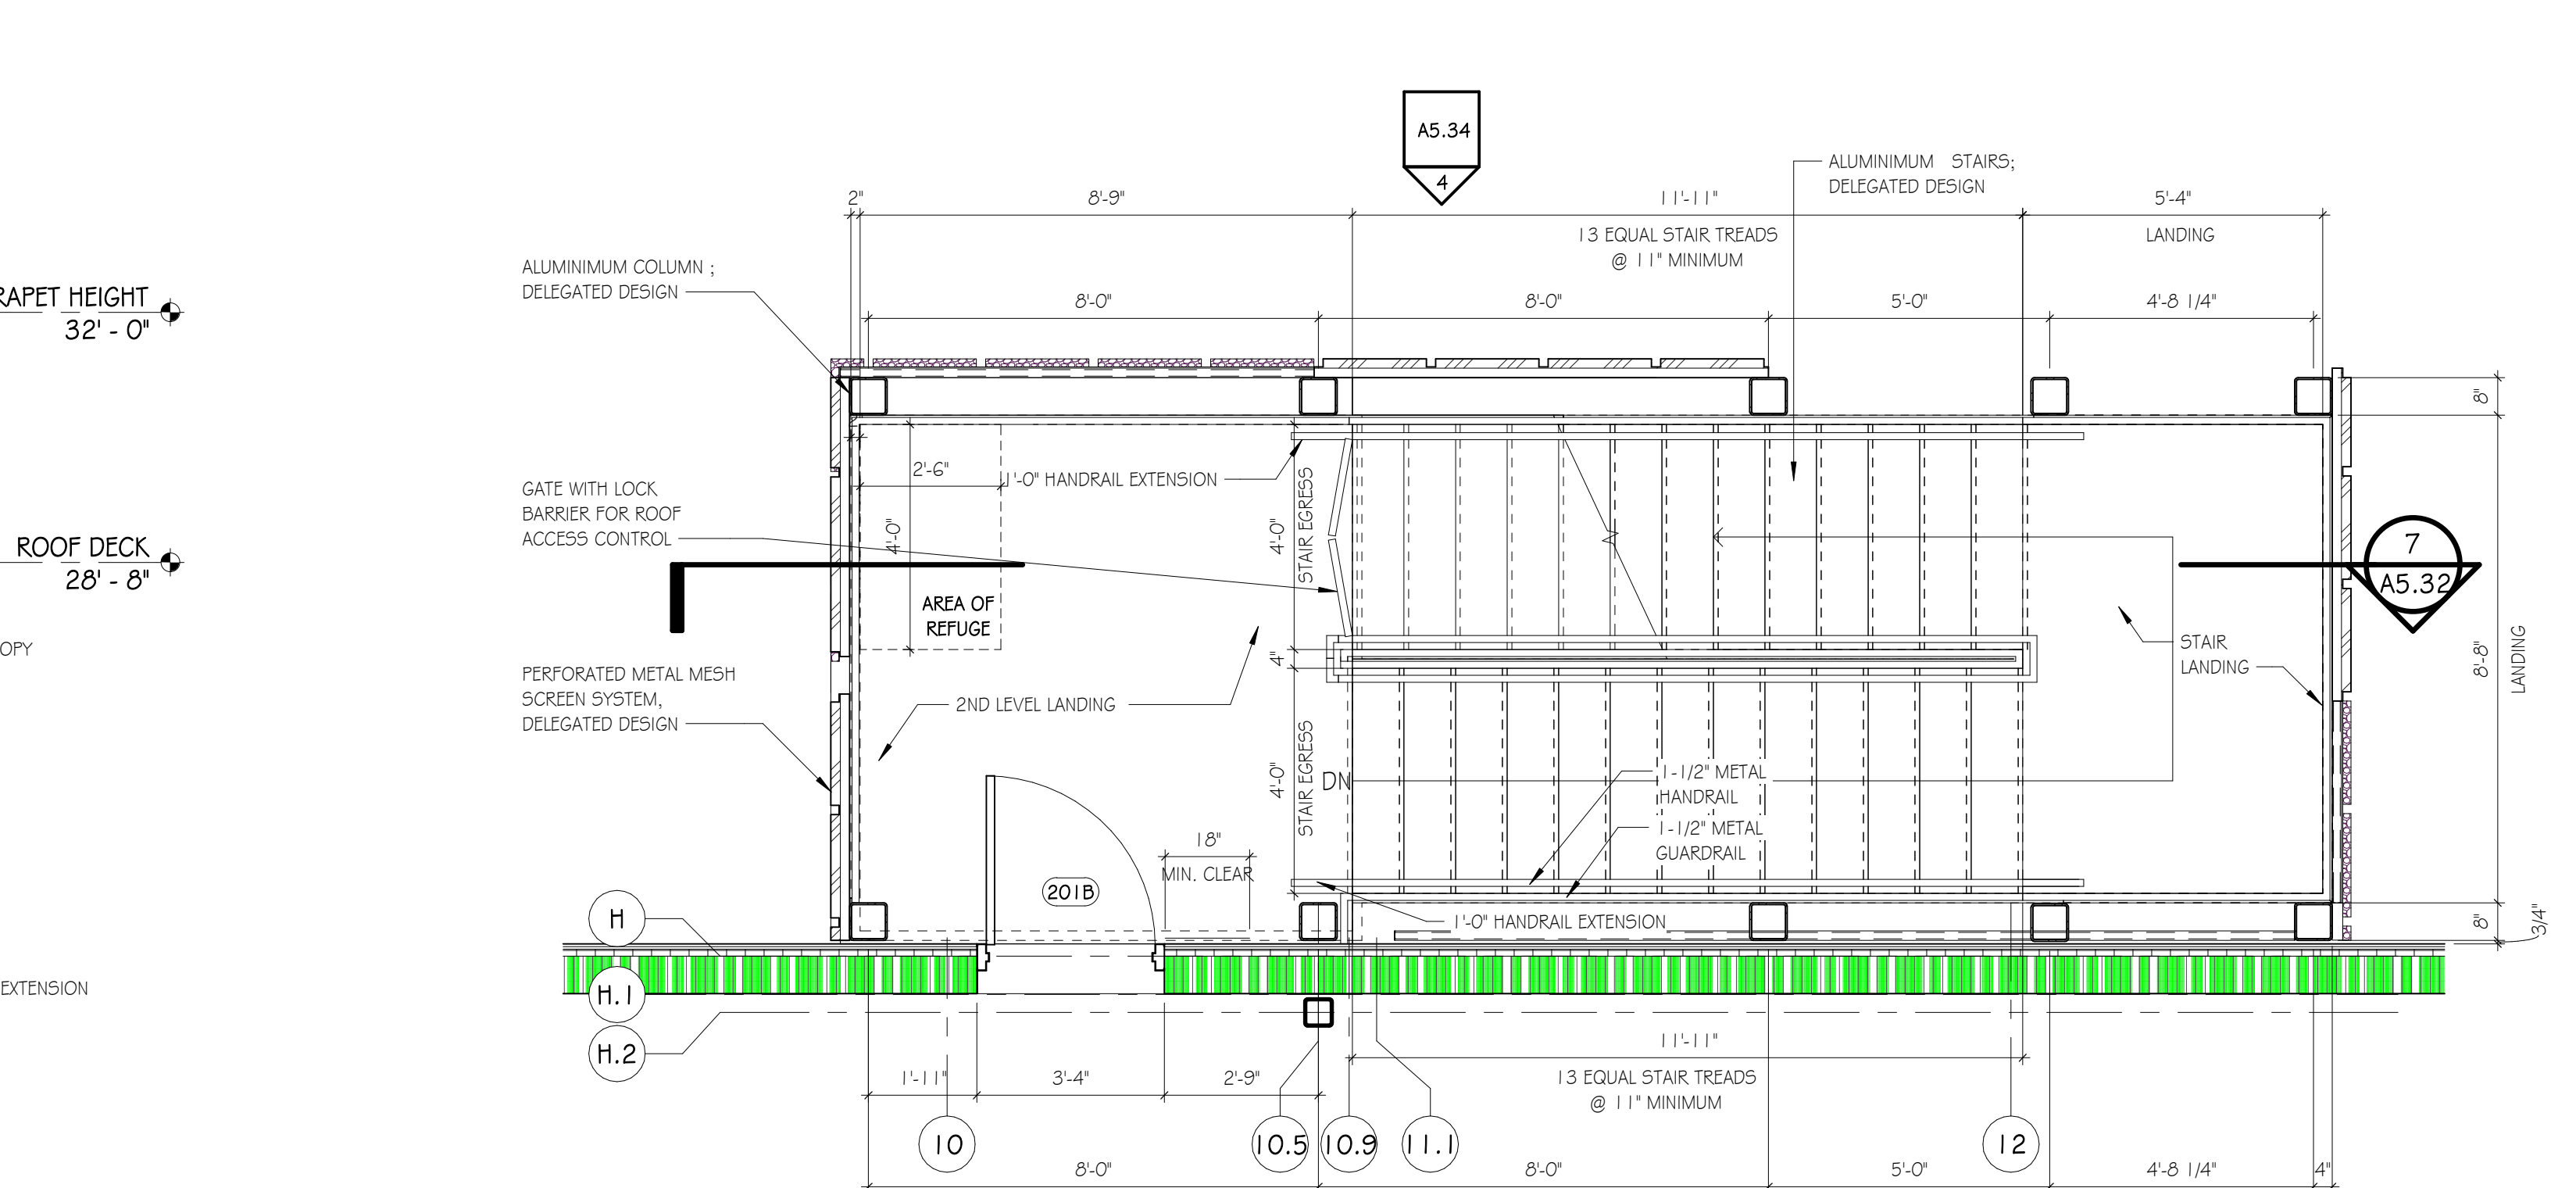 A5.34
4
ALUMINIMUM STAIRS;
DELEGATED DESIGN
2"
8'-9"
11'-11"
5'-4"
13 EQUAL STAIR TREADS
@ 11" MINIMUM
LANDING
ALUMINIMUM COLUMN ;
DELEGATED DESIGN
RAPET HEIGHT
32' - 0"
8'-0"
8'-0"
5'-0"
4'-8 1/4"
8"
2'-6"
1'-0" HANDRAIL EXTENSION
GATE WITH LOCK
BARRIER FOR ROOF
ACCESS CONTROL
4'-0"
4'-0"
STAIR EGRESS
ROOF DECK
28' - 8"
7
A5.32
AREA OF
REFUGE
OPY
STAIR
LANDING
8'-8"
LANDING
4"
PERFORATED METAL MESH
SCREEN SYSTEM,
DELEGATED DESIGN
2ND LEVEL LANDING
4'-0"
STAIR EGRESS
DN
1-1/2" METAL
HANDRAIL
1-1/2" METAL
GUARDRAIL
18"
MIN. CLEAR
201B
1'-0" HANDRAIL EXTENSION
8"
3/4"
H
H.1
H.2
EXTENSION
11'-11"
13 EQUAL STAIR TREADS
@ 11" MINIMUM
1'-11"
3'-4"
2'-9"
10
10.5
10.9
11.1
12
8'-0"
8'-0"
5'-0"
4'-8 1/4"
4"